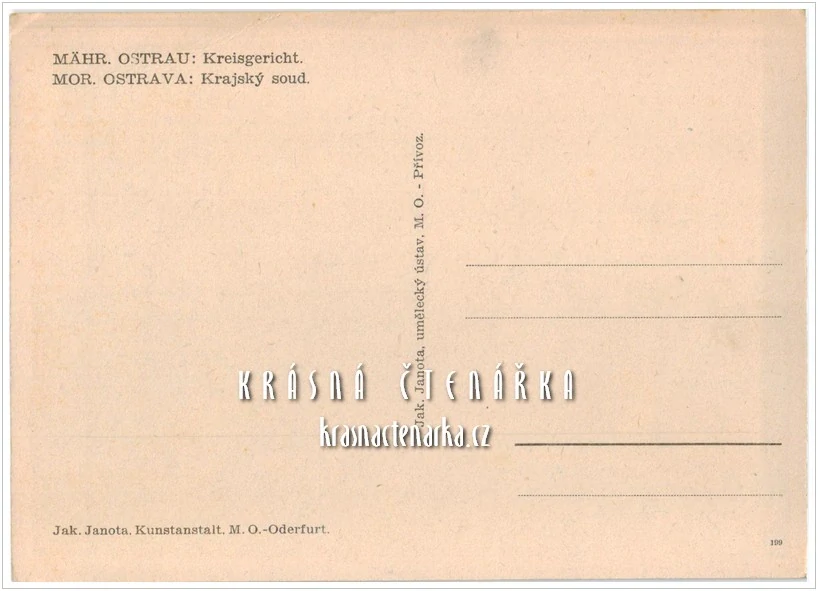 MÄHR. OSTRAU: Kreisgericht.
MOR. OSTRAVA: Krajský soud.
Jak. Janota, umělecký ústav, M. O. - Přívoz.
KRÁSNÁ ČTENÁŘKA
krasnactenarka.cz
Jak. Janota. Kunstanstalt. M. O.-Oderfurt.
199